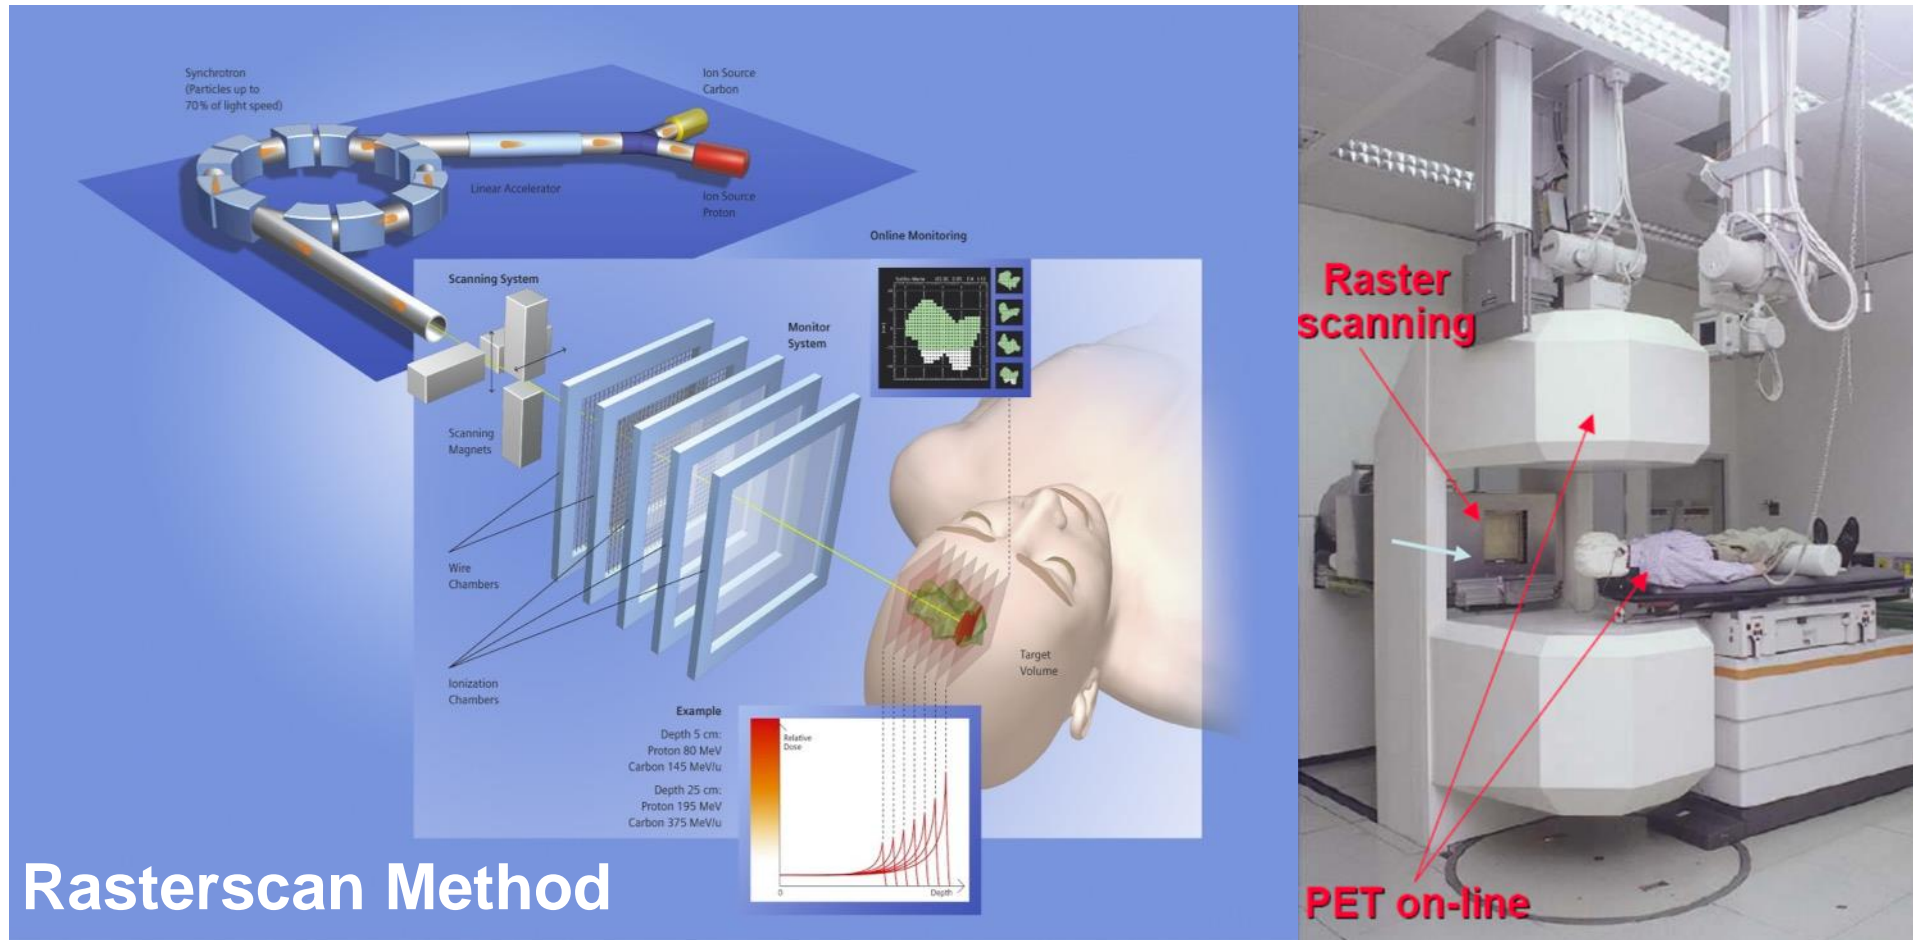 Synchrotron
(Particles up to
70% of light speed)
Ion Source
Carbon
Linear Accelerator
Ion Source
Proton
Online Monitoring
Scanning System
Monitor
System
Scanning
Magnets
Wire
Chambers
Ionization
Chambers
Target
Volume
Example
Depth 5 cm:
Proton 80 MeV
Carbon 145 MeV/u
Depth 25 cm:
Proton 195 MeV
Carbon 375 MeV/u
Relative
Dose
0
Depth
Rasterscan Method
Raster
scanning
PET on-line